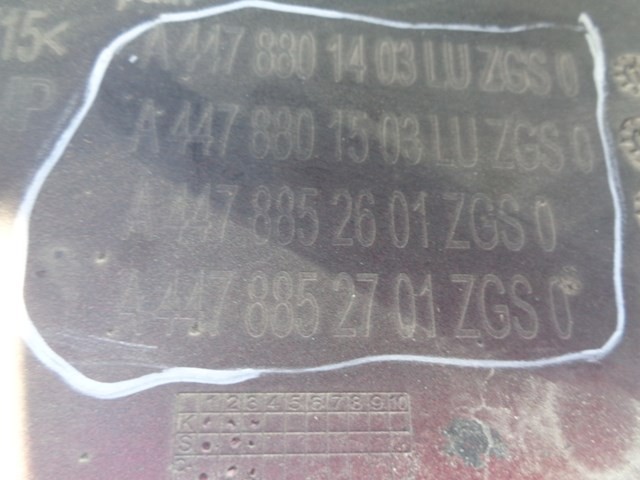 15<
A 447 880 14 03 LU ZGS 0
A 447 880 15 03 LU ZGS 0
A 447 885 26 01 ZGS 0
A 447 885 27 01 ZGS 0
1 2 3 4 5 6 7 8 9 10
K
S